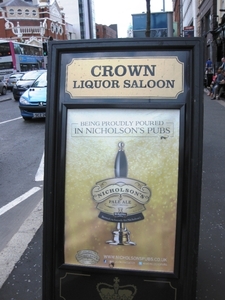 CROWN
LIQUOR SALOON
BEING PROUDLY POURED
IN NICHOLSON'S PUBS
NICHOLSON'S
PALE ALE